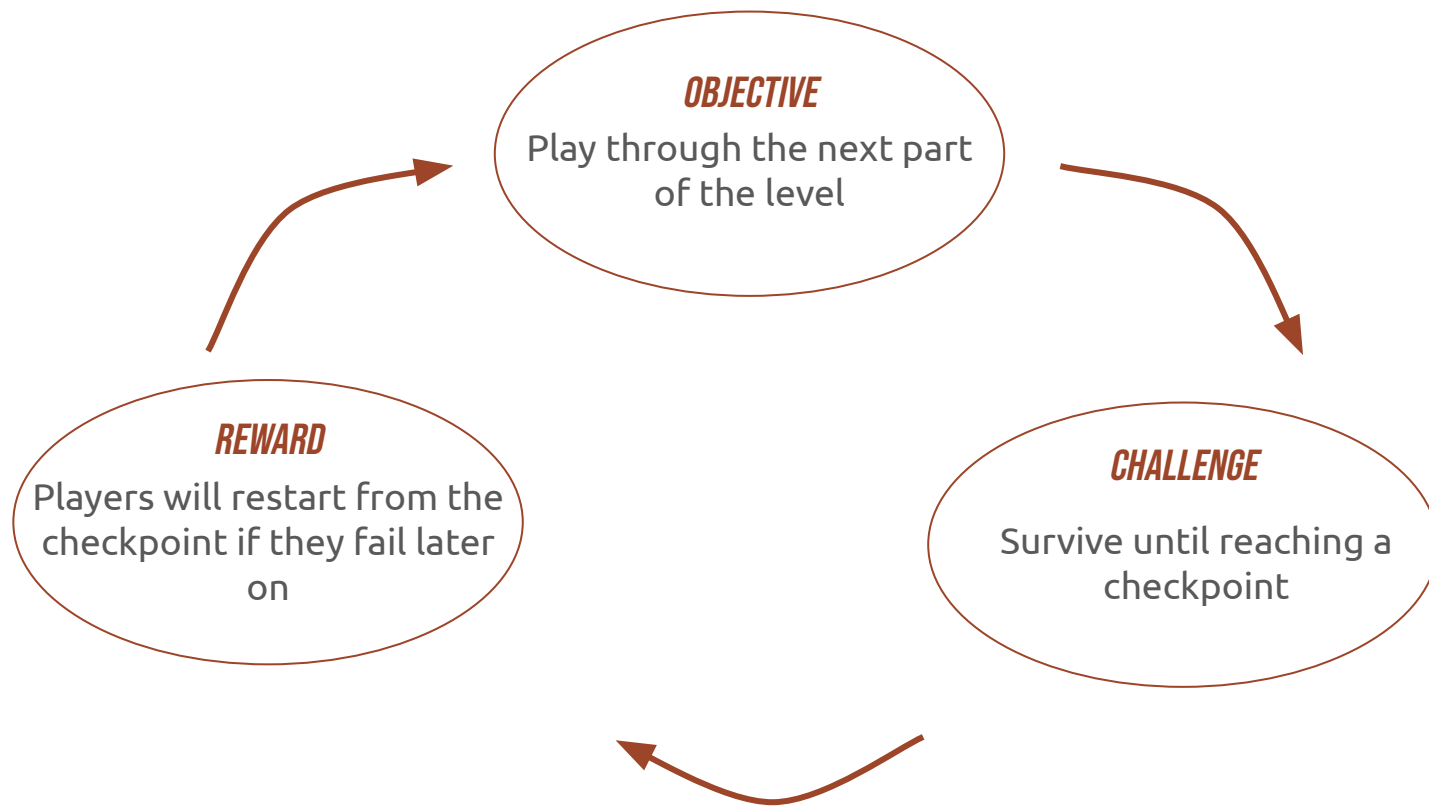 OBJECTIVE
Play through the next part
of the level
REWARD
Players will restart from the
checkpoint if they fail later
on
CHALLENGE
Survive until reaching a
checkpoint